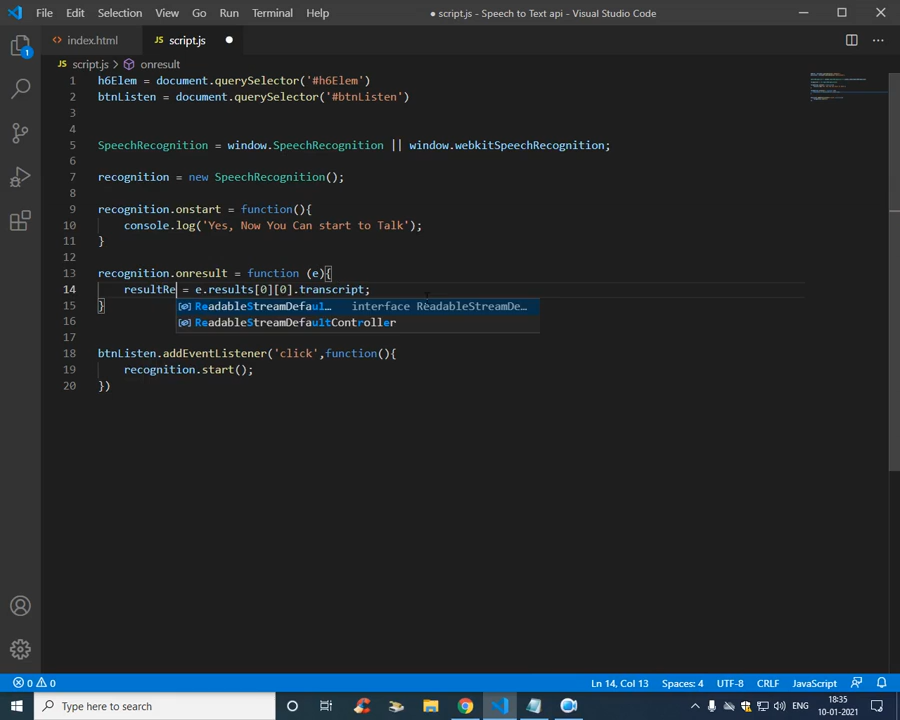 File Edit Selection View Go Run Terminal Help
● script.js - Speech to Text api - Visual Studio Code
<> index.html
JS script.js ●
JS script.js > onresult
1 h6Elem = document.querySelector('#h6Elem')
2 btnListen = document.querySelector('#btnListen')
3
4
5 SpeechRecognition = window.SpeechRecognition || window.webkitSpeechRecognition;
6
7 recognition = new SpeechRecognition();
8
9 recognition.onstart = function(){
10 console.log('Yes, Now You Can start to Talk');
11 }
12
13 recognition.onresult = function (e){
14 resultRe = e.results[0][0].transcript;
ReadableStreamDefaul… interface ReadableStreamDe…
15 }
ReadableStreamDefaultController
16
17
18 btnListen.addEventListener('click',function(){
19 recognition.start();
20 })
1
0 0
Ln 14, Col 13 Spaces: 4 UTF-8 CRLF JavaScript
Type here to search
ENG
18:35
10-01-2021